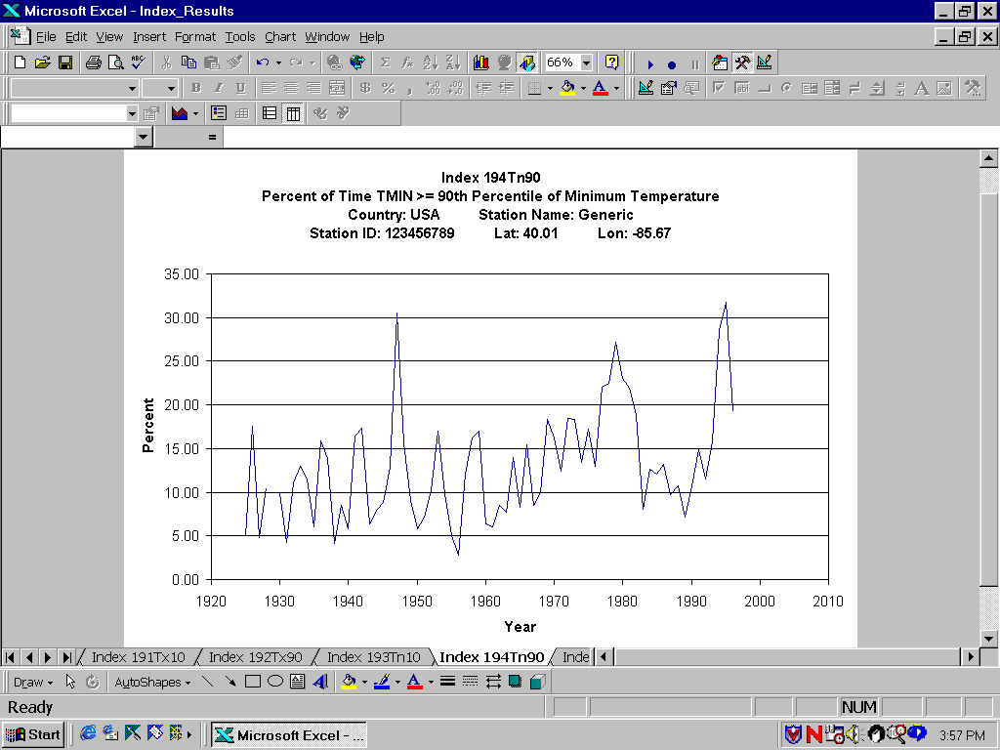 Microsoft Excel - Index_Results
File Edit View Insert Format Tools Chart Window Help
66%
=
Index 194Tn90
Percent of Time TMIN >= 90th Percentile of Minimum Temperature
Country: USA Station Name: Generic
Station ID: 123456789 Lat: 40.01 Lon: -85.67
35.00
30.00
25.00
20.00
15.00
10.00
5.00
0.00
Percent
1920 1930 1940 1950 1960 1970 1980 1990 2000 2010
Year
Index 191Tx10 Index 192Tx90 Index 193Tn10 Index 194Tn90 Inde
Draw AutoShapes
Ready NUM
Start Microsoft Excel - ... 3:57 PM